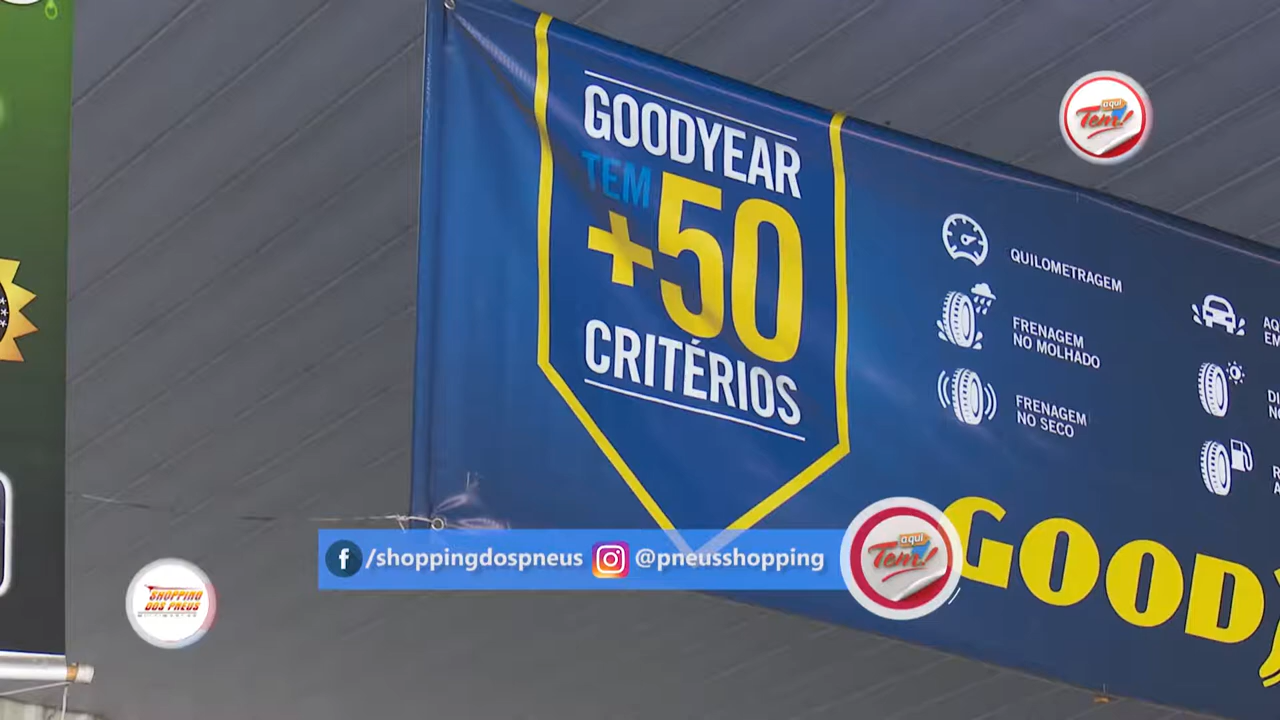 GOODYEAR
TEM
+50
CRITÉRIOS
QUILOMETRAGEM
FRENAGEM
NO MOLHADO
FRENAGEM
NO SECO
GOOD
aqui
Tem!
/shoppingdospneus @pneusshopping
aqui
Tem!
SHOPPING
DOS PNEUS